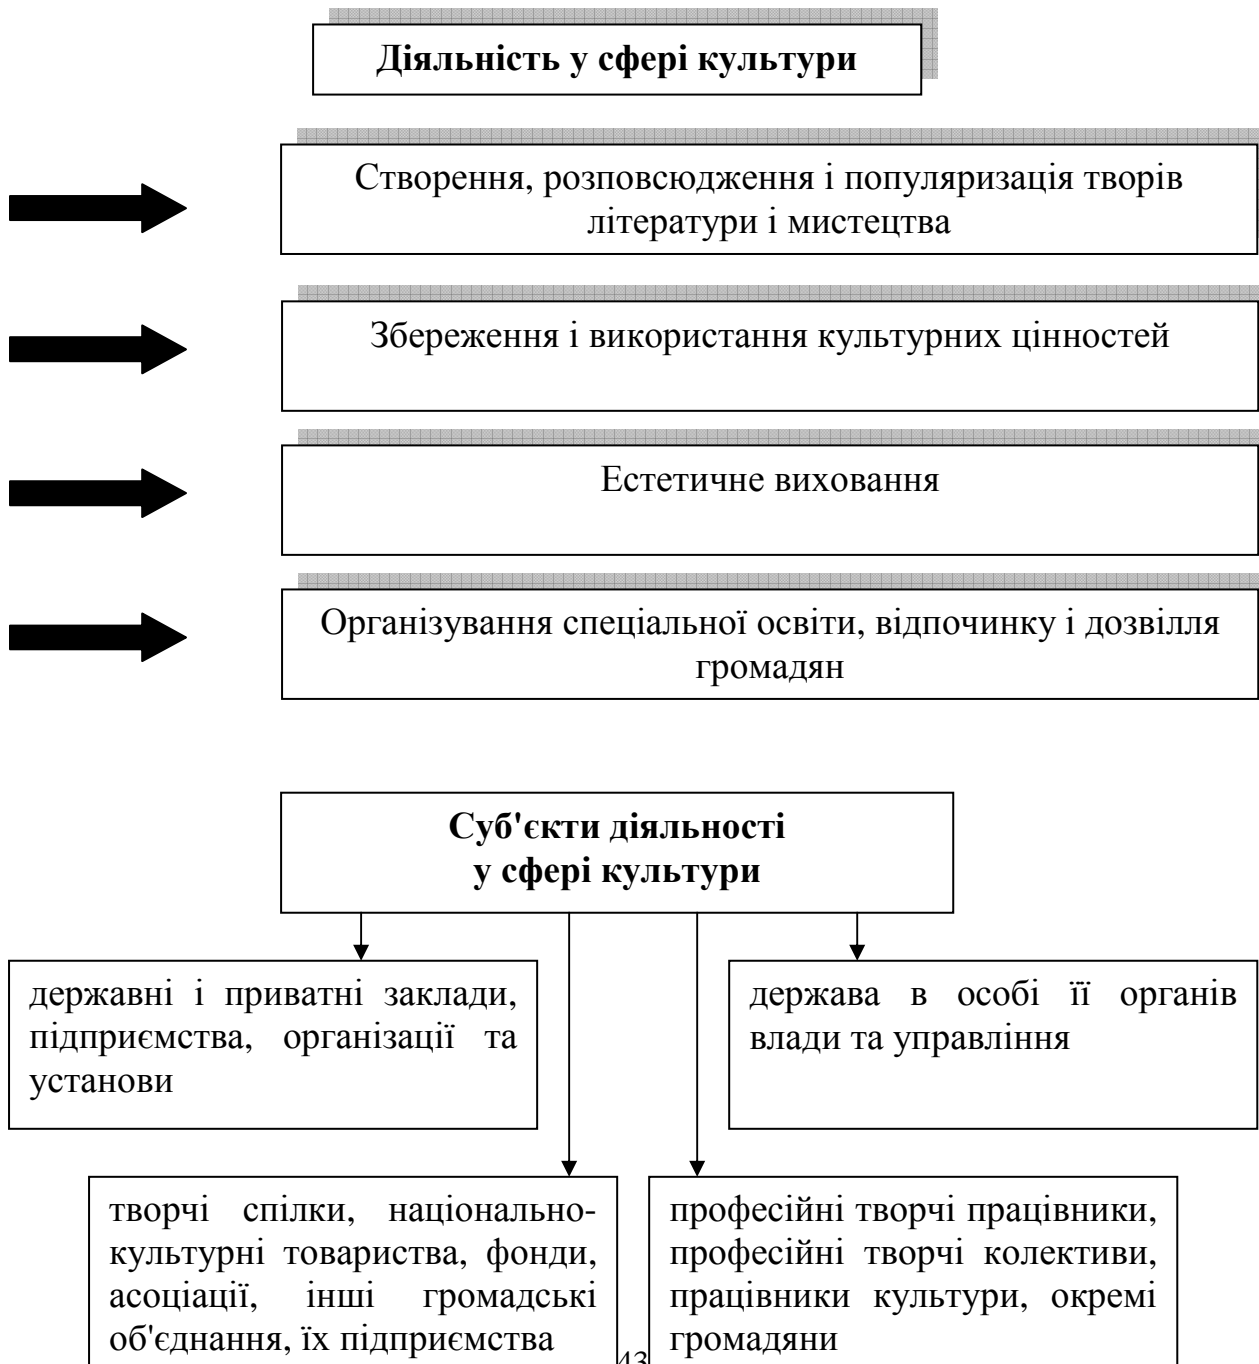 Діяльність у сфері культури
Створення, розповсюдження і популяризація творів
літератури і мистецтва
Збереження і використання культурних цінностей
Естетичне виховання
Організування спеціальної освіти, відпочинку і дозвілля
громадян
Суб'єкти діяльності
у сфері культури
державні і приватні заклади,
підприємства, організації та
установи
держава в особі її органів
влади та управління
творчі спілки, національно-
культурні товариства, фонди,
асоціації, інші громадські
об'єднання, їх підприємства
професійні творчі працівники,
професійні творчі колективи,
працівники культури, окремі
громадяни
43